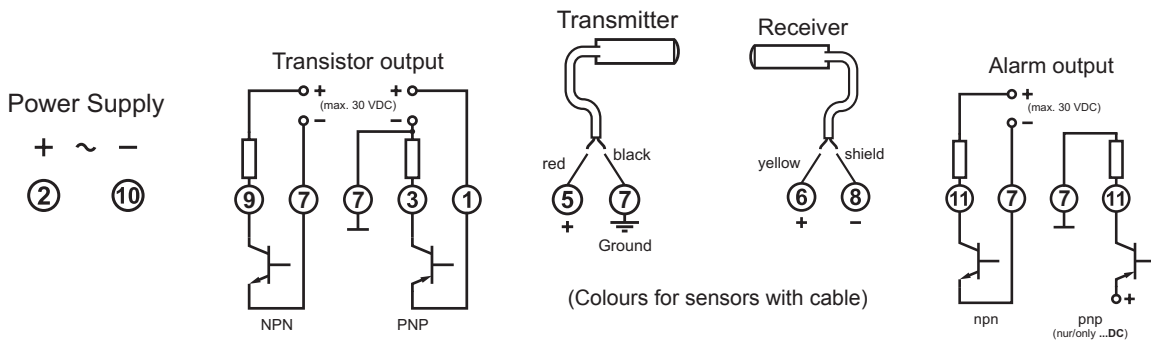 Power Supply
+ ~ −
2 10
Transistor output
+ +
(max. 30 VDC)
− −
9 7 7 3 1
NPN PNP
Transmitter
red black
5 7
+
Ground
Receiver
yellow shield
6 8
+ −
(Colours for sensors with cable)
Alarm output
+
(max. 30 VDC)
−
11 7 7 11
+
npn pnp
(nur/only ...DC)